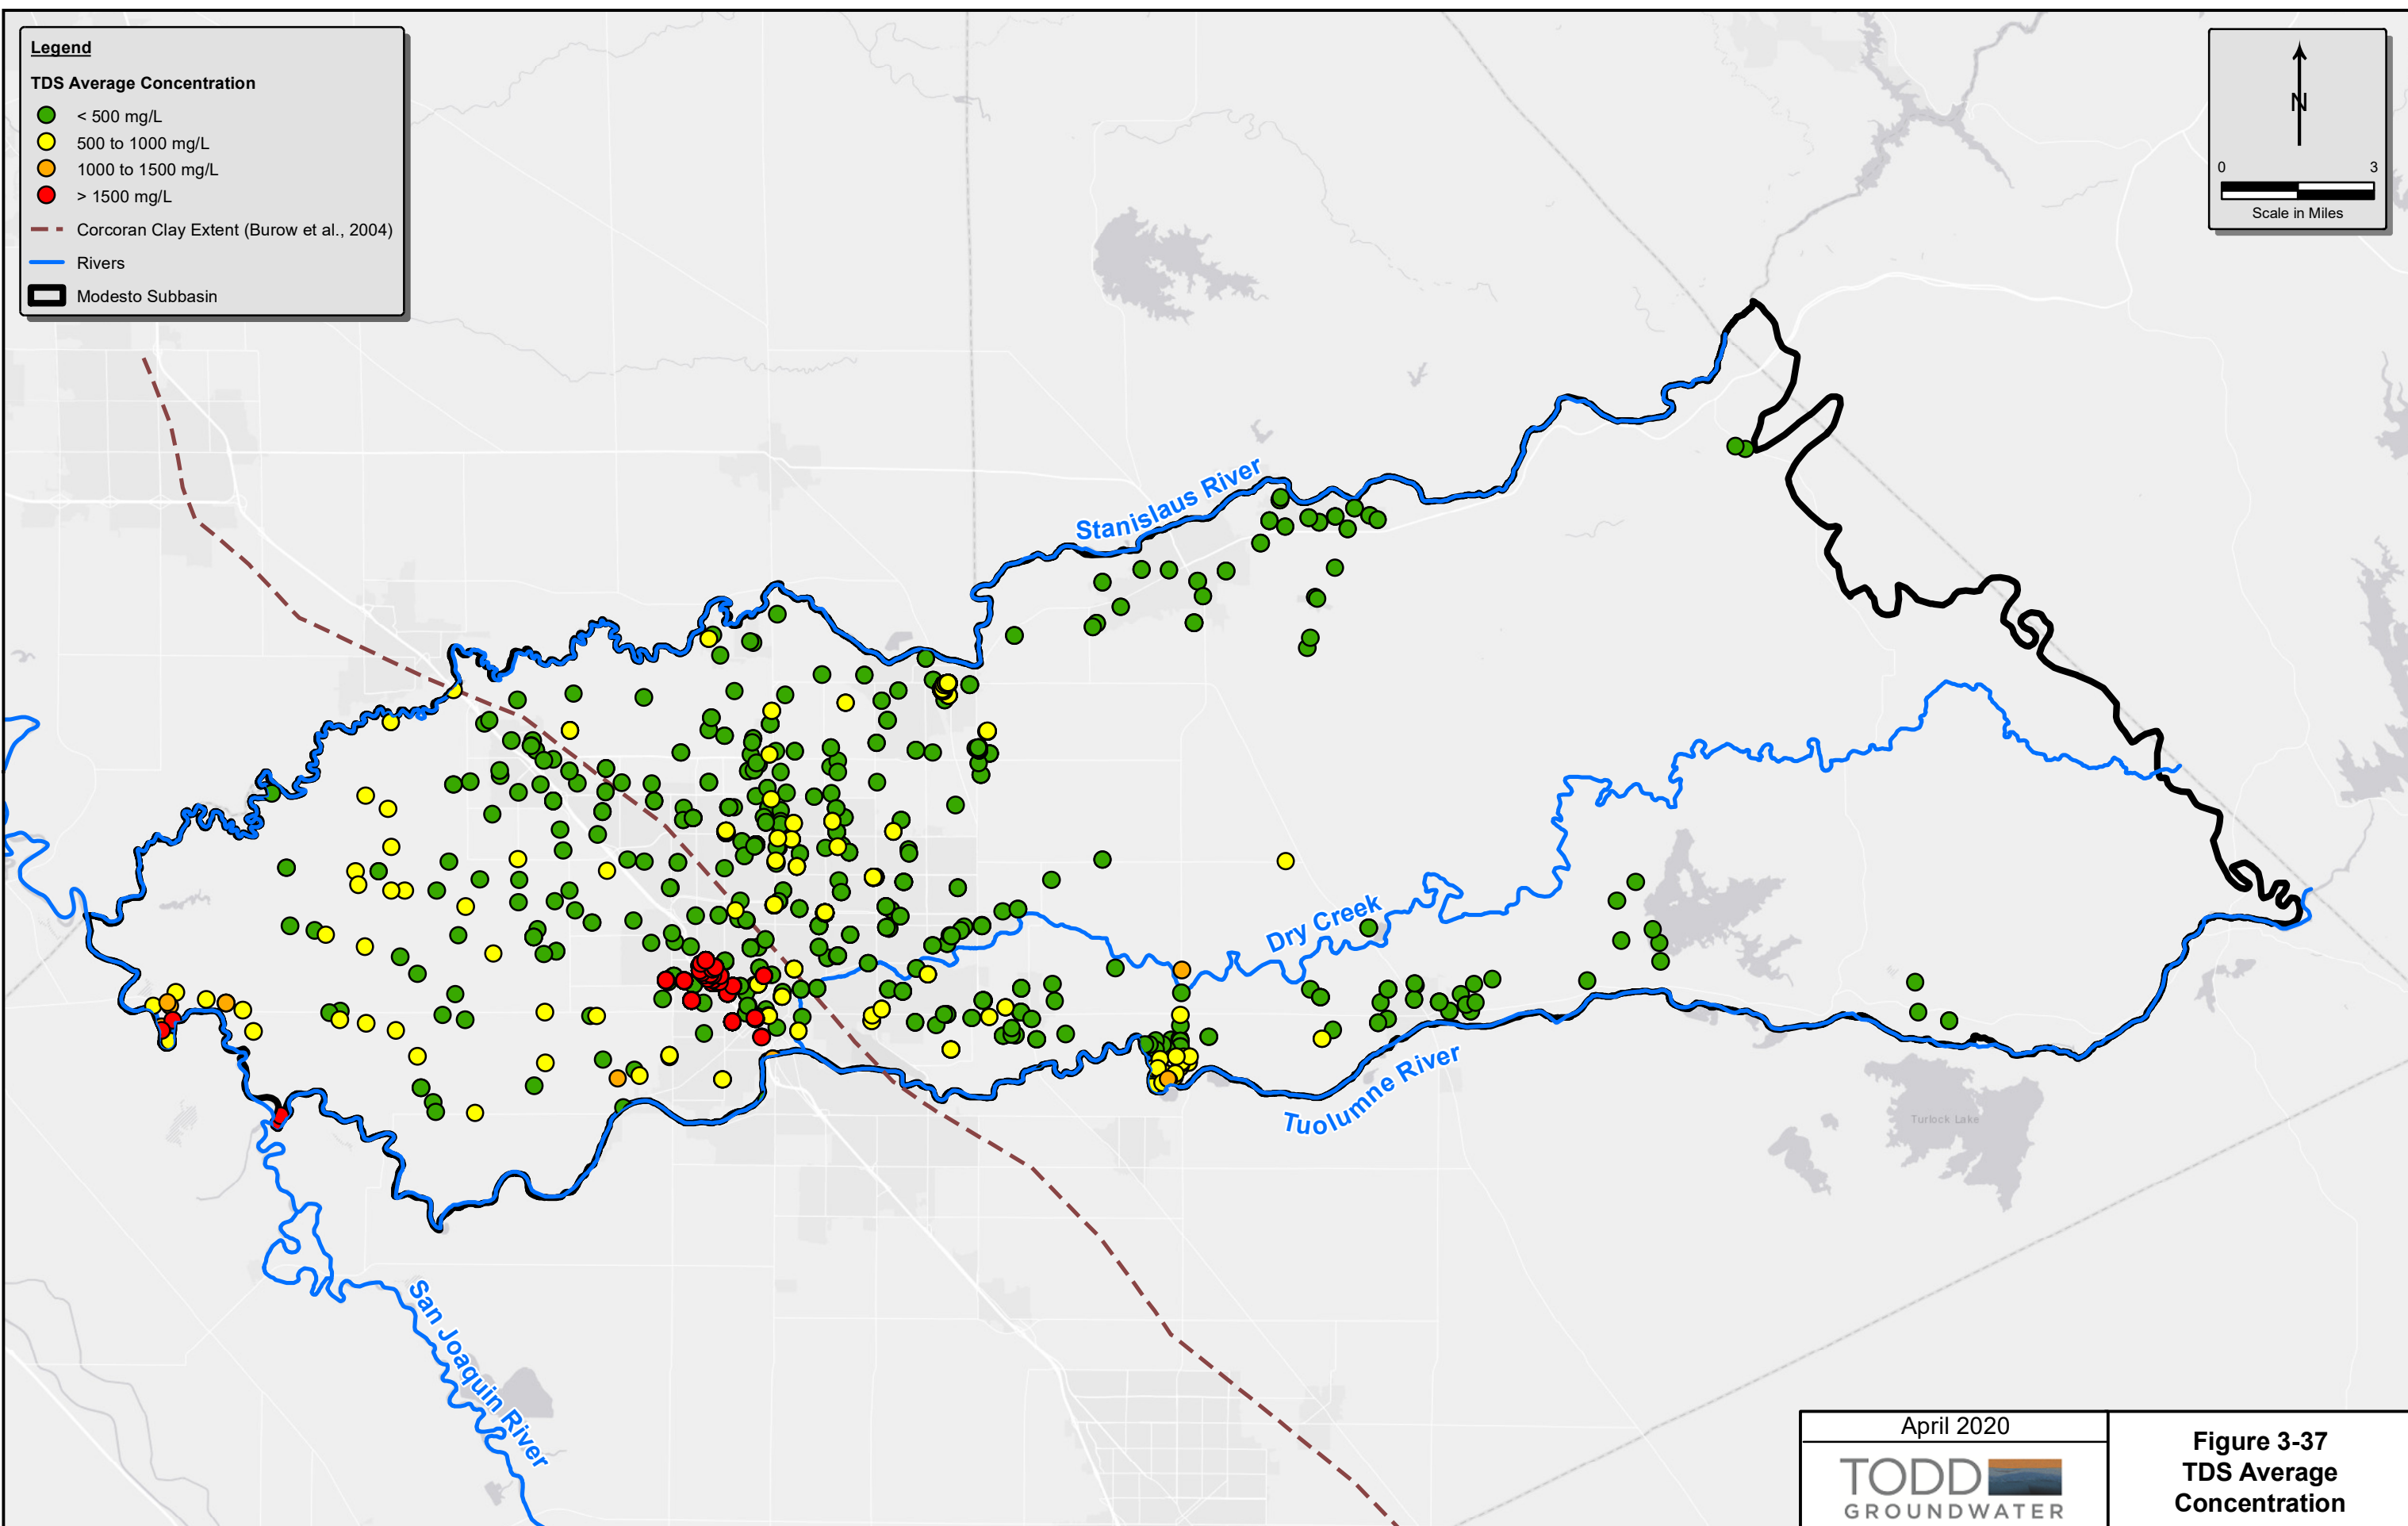 Legend
TDS Average Concentration
< 500 mg/L
500 to 1000 mg/L
1000 to 1500 mg/L
> 1500 mg/L
Corcoran Clay Extent (Burow et al., 2004)
Rivers
Modesto Subbasin
N
0 3
Scale in Miles
Stanislaus River
Dry Creek
Tuolumne River
Turlock Lake
San Joaquin River
April 2020
TODD
GROUNDWATER
Figure 3-37
TDS Average
Concentration